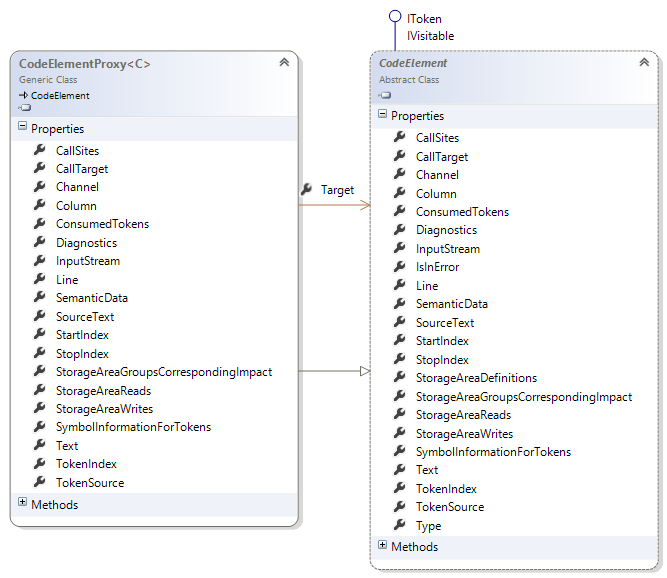 IToken
IVisitable
CodeElementProxy<C>
Generic Class
CodeElement
Properties
CallSites
CallTarget
Channel
Column
ConsumedTokens
Diagnostics
InputStream
Line
SemanticData
SourceText
StartIndex
StopIndex
StorageAreaGroupsCorrespondingImpact
StorageAreaReads
StorageAreaWrites
SymbolInformationForTokens
Text
TokenIndex
TokenSource
Methods
Target
CodeElement
Abstract Class
Properties
CallSites
CallTarget
Channel
Column
ConsumedTokens
Diagnostics
InputStream
IsInError
Line
SemanticData
SourceText
StartIndex
StopIndex
StorageAreaDefinitions
StorageAreaGroupsCorrespondingImpact
StorageAreaReads
StorageAreaWrites
SymbolInformationForTokens
Text
TokenIndex
TokenSource
Type
Methods